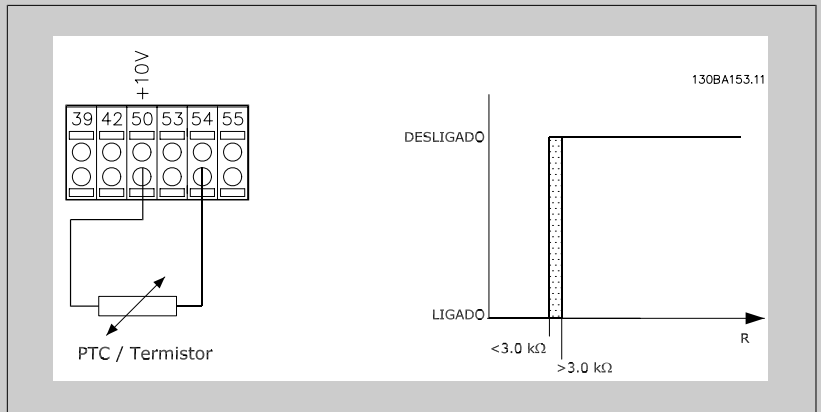 +10V
39 42 50 53 54 55
PTC / Termistor
130BA153.11
DESLIGADO
LIGADO
R
<3.0 kΩ
>3.0 kΩ